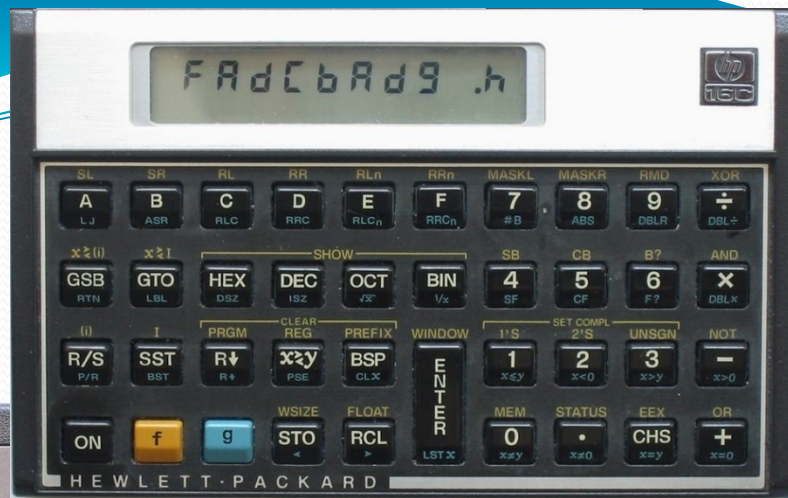 FAdCbAd9 .h
hp
16C
SL SR RL RR RLn RRn MASKL MASKR RMD XOR
A B C D E F 7 8 9 ÷
LJ ASR RLC RRC RLCn RRCn #B ABS DBLR DBL÷
x≷(i) x≷I SHOW SB CB B? AND
GSB GTO HEX DEC OCT BIN 4 5 6 ×
RTN LBL DSZ ISZ √x 1/x SF CF F? DBL×
CLEAR SET COMPL
(i) I PRGM REG PREFIX WINDOW 1'S 2'S UNSGN NOT
R/S SST R↓ x≷y BSP ENTER 1 2 3 −
P/R BST R↑ PSE CLX x≤y x<0 x>y x>0
WSIZE FLOAT MEM STATUS EEX OR
ON f g STO RCL 0 • CHS +
< > LST X x≠y x≠0 x=y x=0
HEWLETT·PACKARD